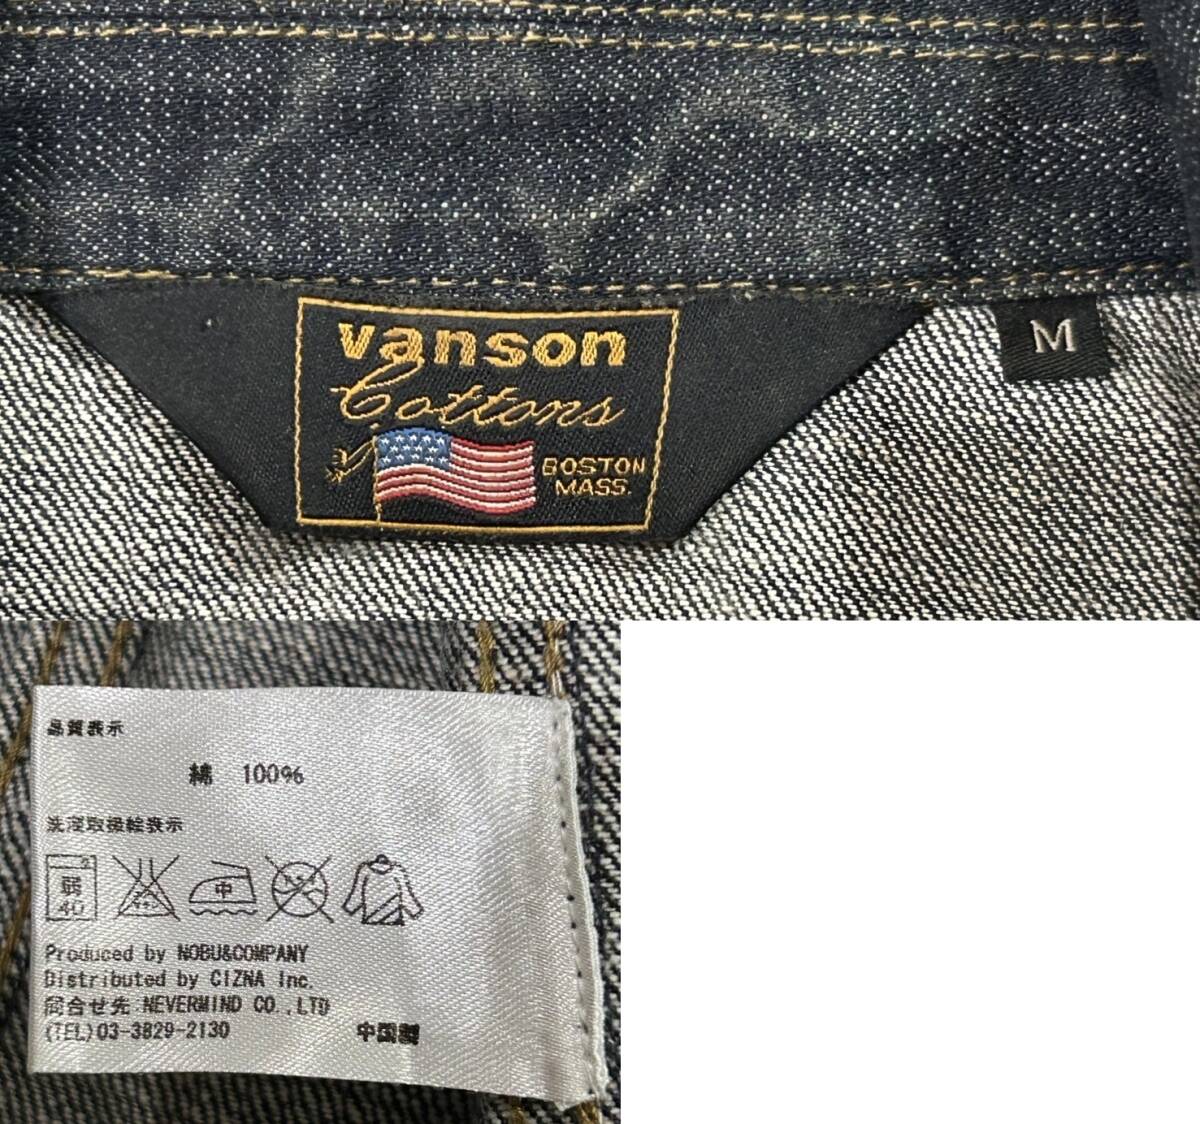 vanson
Cottons
BOSTON
MASS.
M
品質表示
綿 100%
洗濯取扱絵表示
弱
40
中
Produced by NOBU&COMPANY
Distributed by CIZNA Inc.
問合せ先 NEVERMIND CO.,LTD
(TEL)03-3829-2130 中国製